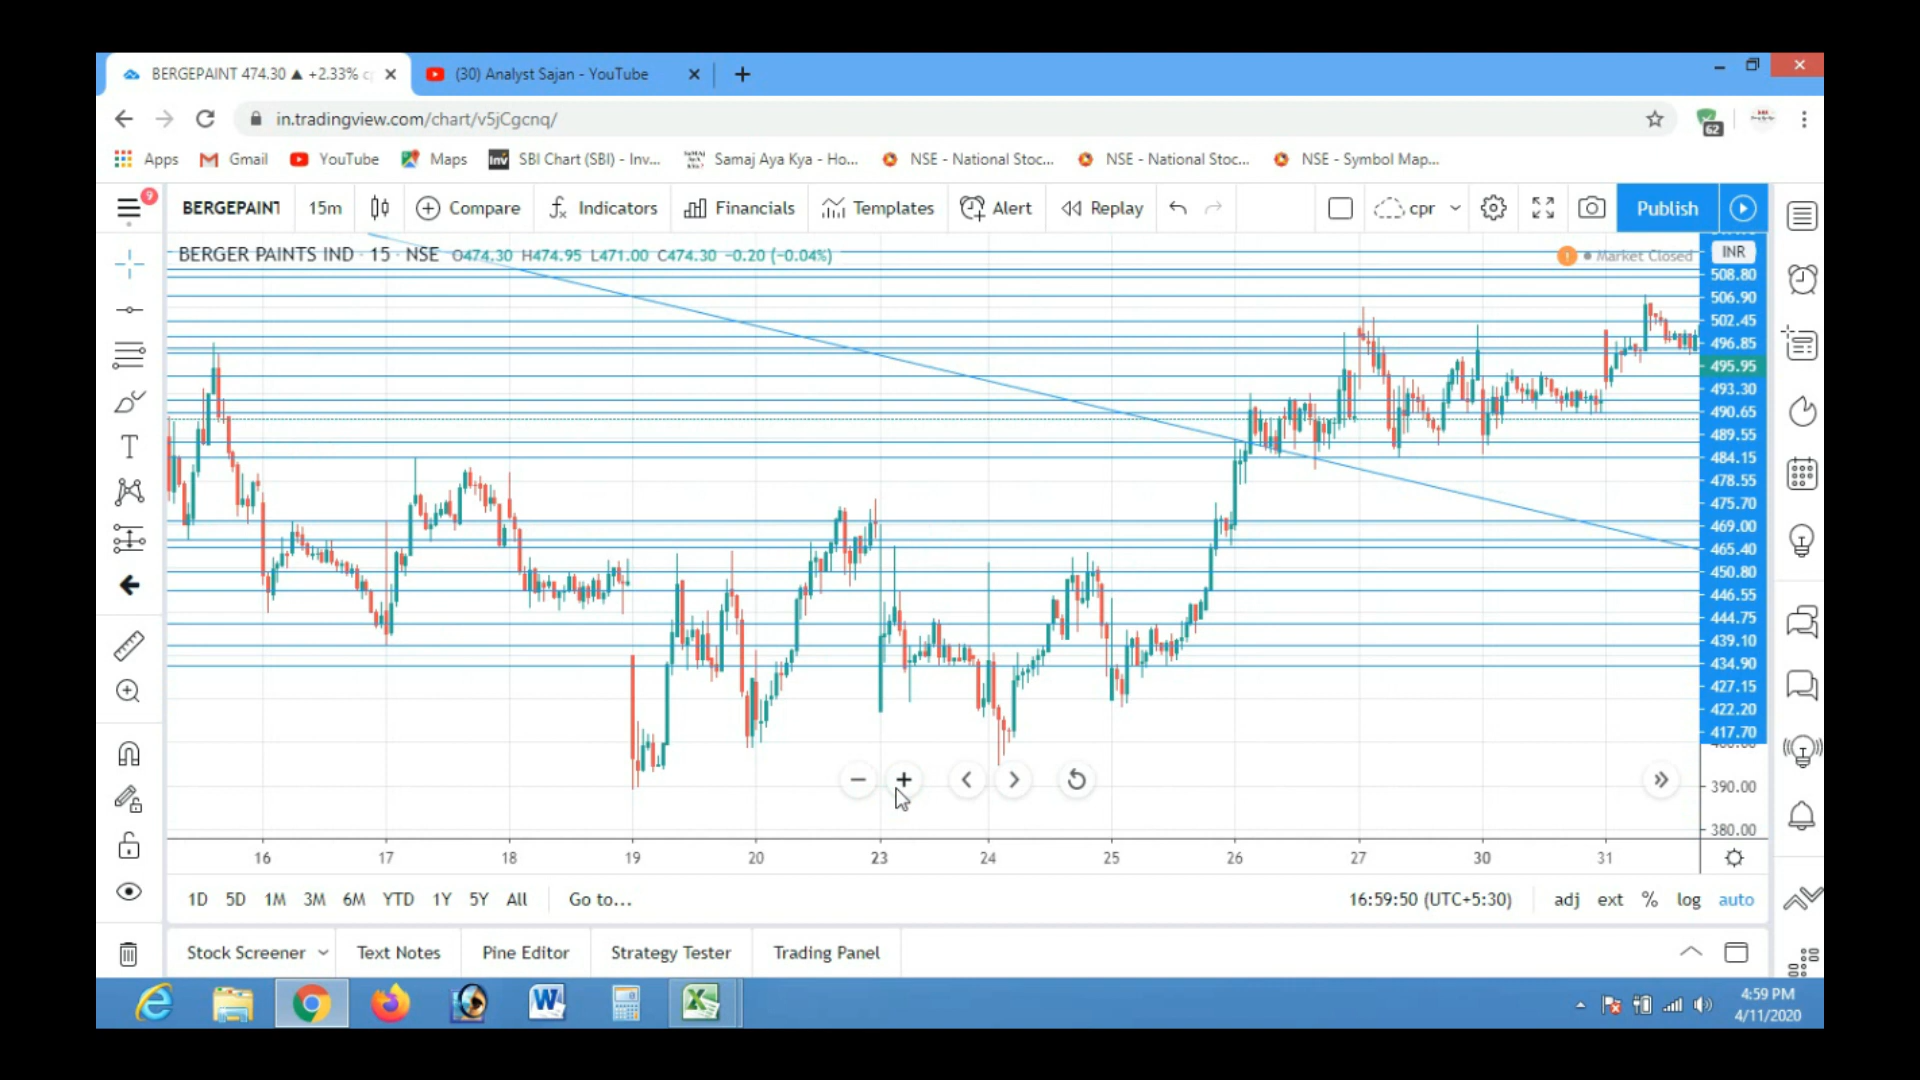 BERGEPAINT 474.30 ▲ +2.33% c
(30) Analyst Sajan - YouTube
in.tradingview.com/chart/v5jCgcnq/
62
Apps Gmail YouTube Maps Inv SBI Chart (SBI) - Inv... Samaj Aya Kya - Ho... NSE - National Stoc... NSE - National Stoc... NSE - Symbol Map...
9
BERGEPAINT 15m Compare Indicators Financials Templates Alert Replay cpr Publish
BERGER PAINTS IND · 15 · NSE O474.30 H474.95 L471.00 C474.30 −0.20 (−0.04%)
Market Closed
INR
508.80
506.90
502.45
496.85
495.95
493.30
490.65
489.55
484.15
478.55
475.70
469.00
465.40
450.80
446.55
444.75
439.10
434.90
427.15
422.20
417.70
390.00
380.00
16 17 18 19 20 23 24 25 26 27 30 31
1D 5D 1M 3M 6M YTD 1Y 5Y All Go to... 16:59:50 (UTC+5:30) adj ext % log auto
Stock Screener Text Notes Pine Editor Strategy Tester Trading Panel
4:59 PM
4/11/2020